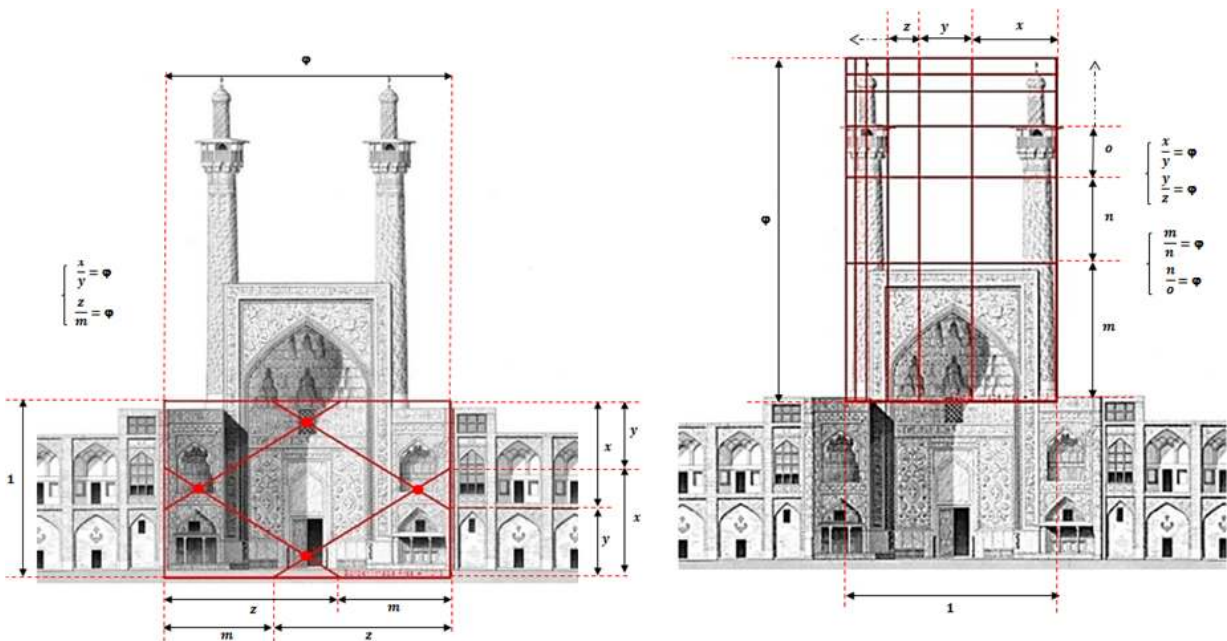 φ
x/y = φ
z/m = φ
1
x
y
y
x
z
m
m
z
z
y
x
φ
o
n
m
x/y = φ
y/z = φ
m/n = φ
n/o = φ
1